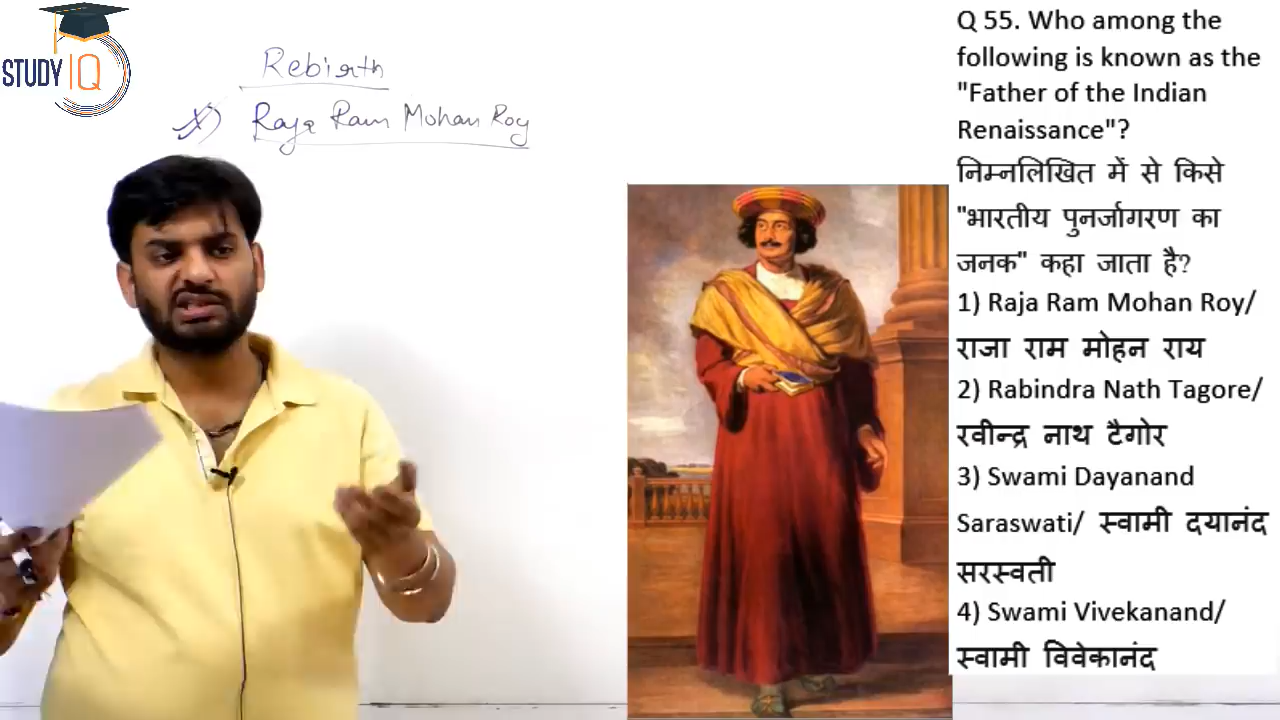 STUDY IQ
Rebirth
Raja Ram Mohan Roy
Q 55. Who among the
following is known as the
"Father of the Indian
Renaissance"?
निम्नलिखित में से किसे
"भारतीय पुनर्जागरण का
जनक" कहा जाता है?
1) Raja Ram Mohan Roy/
राजा राम मोहन राय
2) Rabindra Nath Tagore/
रवीन्द्र नाथ टैगोर
3) Swami Dayanand
Saraswati/ स्वामी दयानंद
सरस्वती
4) Swami Vivekanand/
स्वामी विवेकानंद